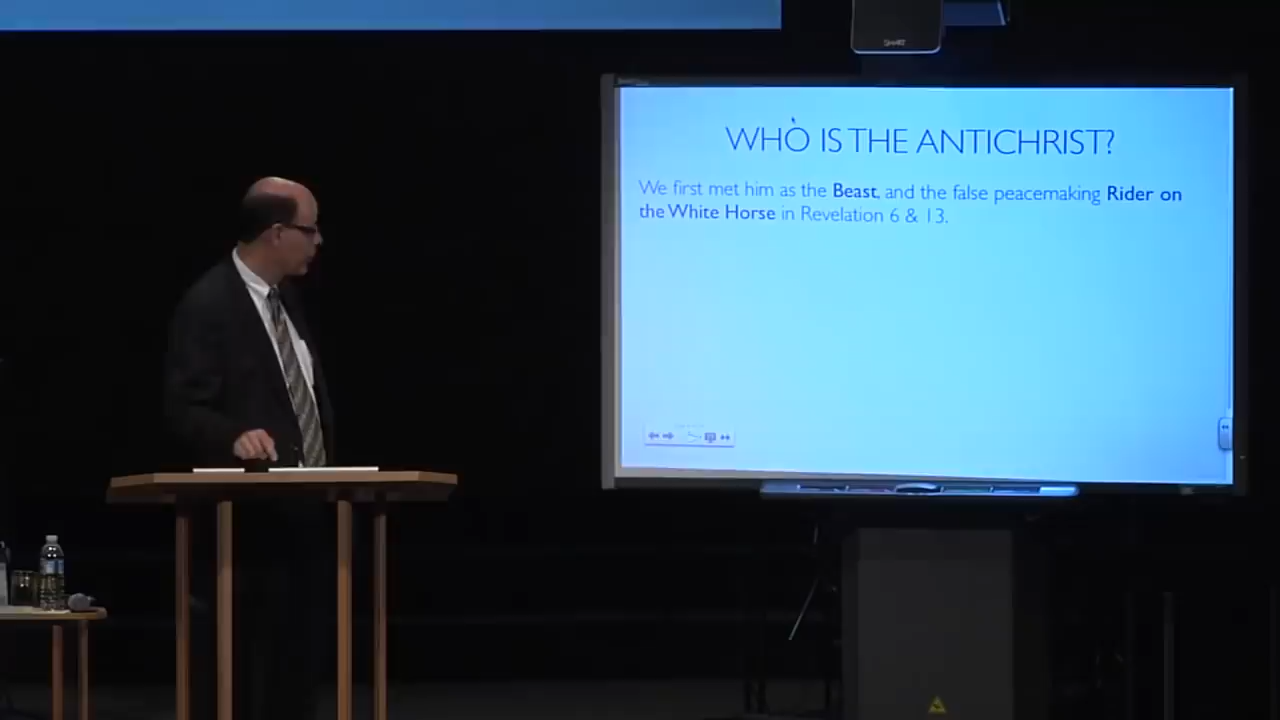 SMART
WHO IS THE ANTICHRIST?
We first met him as the Beast, and the false peacemaking Rider on
the White Horse in Revelation 6 & 13.